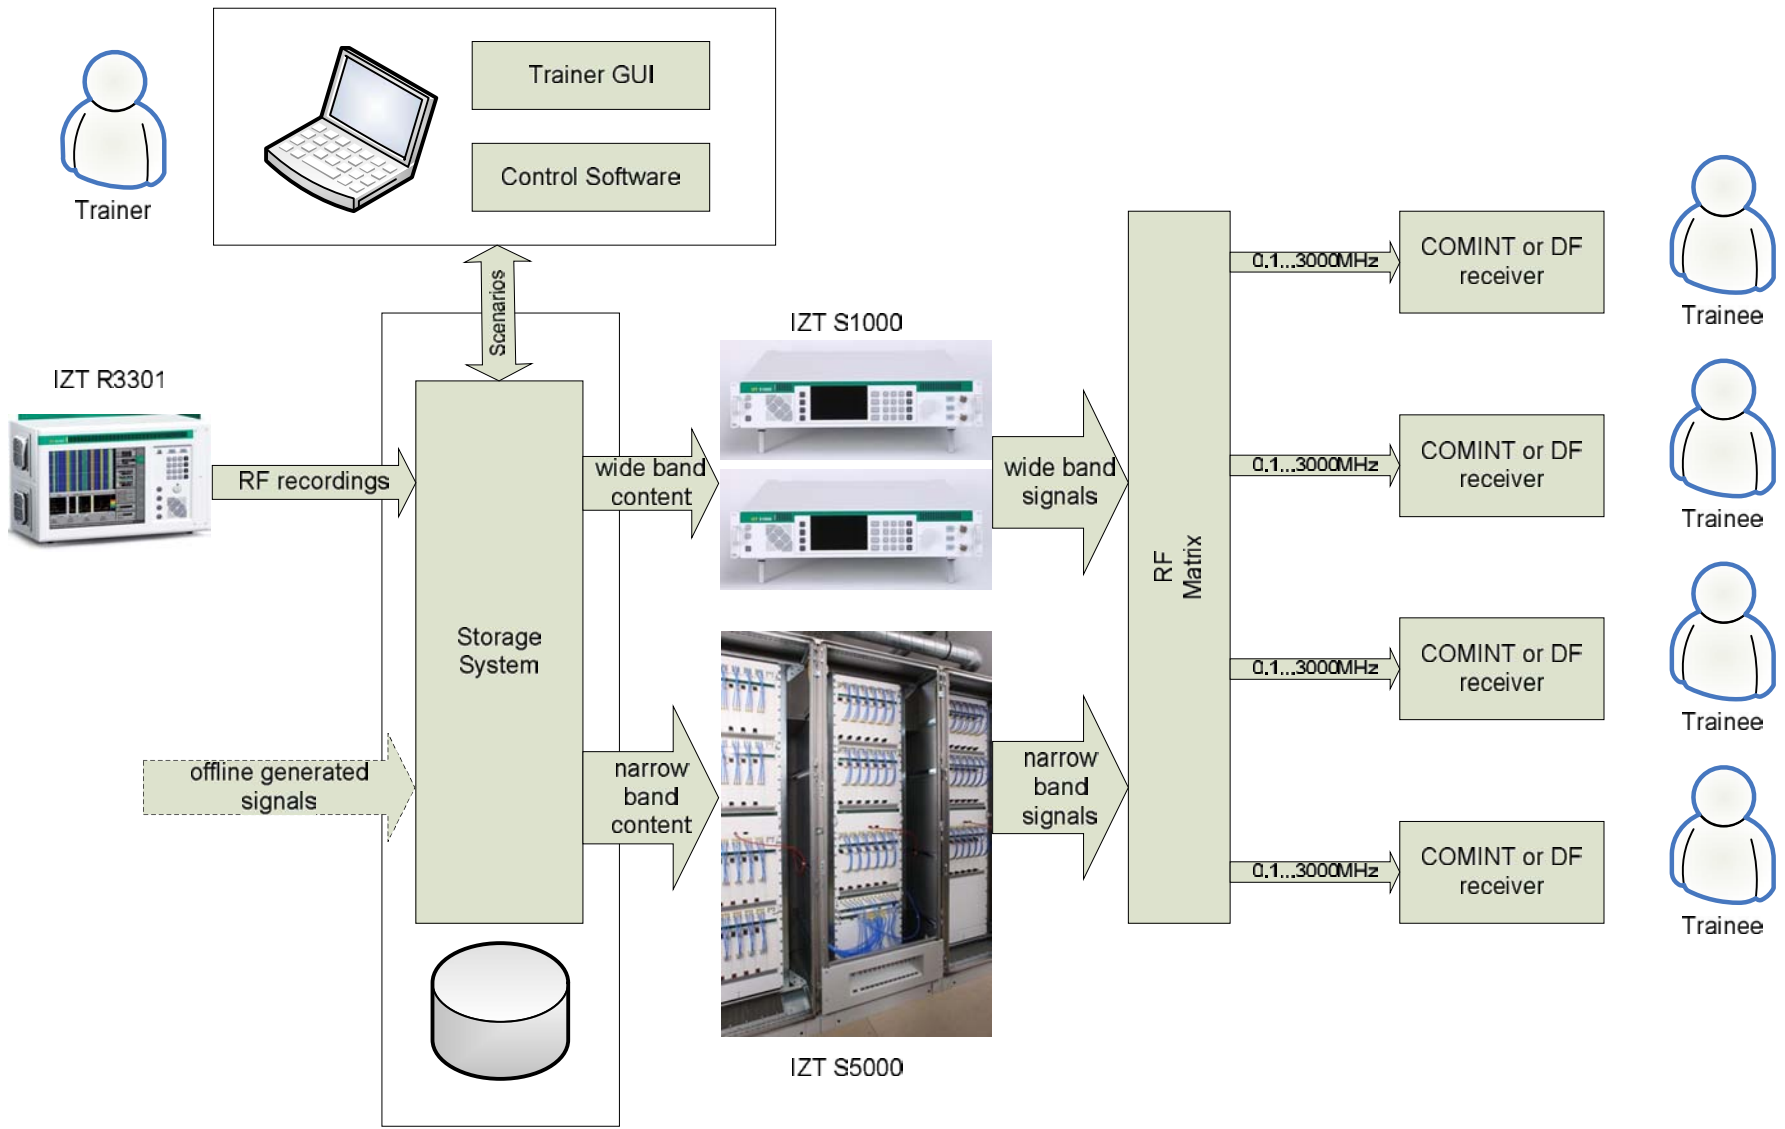 Trainer GUI
Control Software
Trainer
Scenarios
IZT R3301
RF recordings
offline generated
signals
Storage
System
wide band
content
narrow
band
content
IZT S1000
IZT S5000
wide band
signals
narrow
band
signals
RF
Matrix
0.1...3000MHz
COMINT or DF
receiver
Trainee
0.1...3000MHz
COMINT or DF
receiver
Trainee
0.1...3000MHz
COMINT or DF
receiver
Trainee
0.1...3000MHz
COMINT or DF
receiver
Trainee